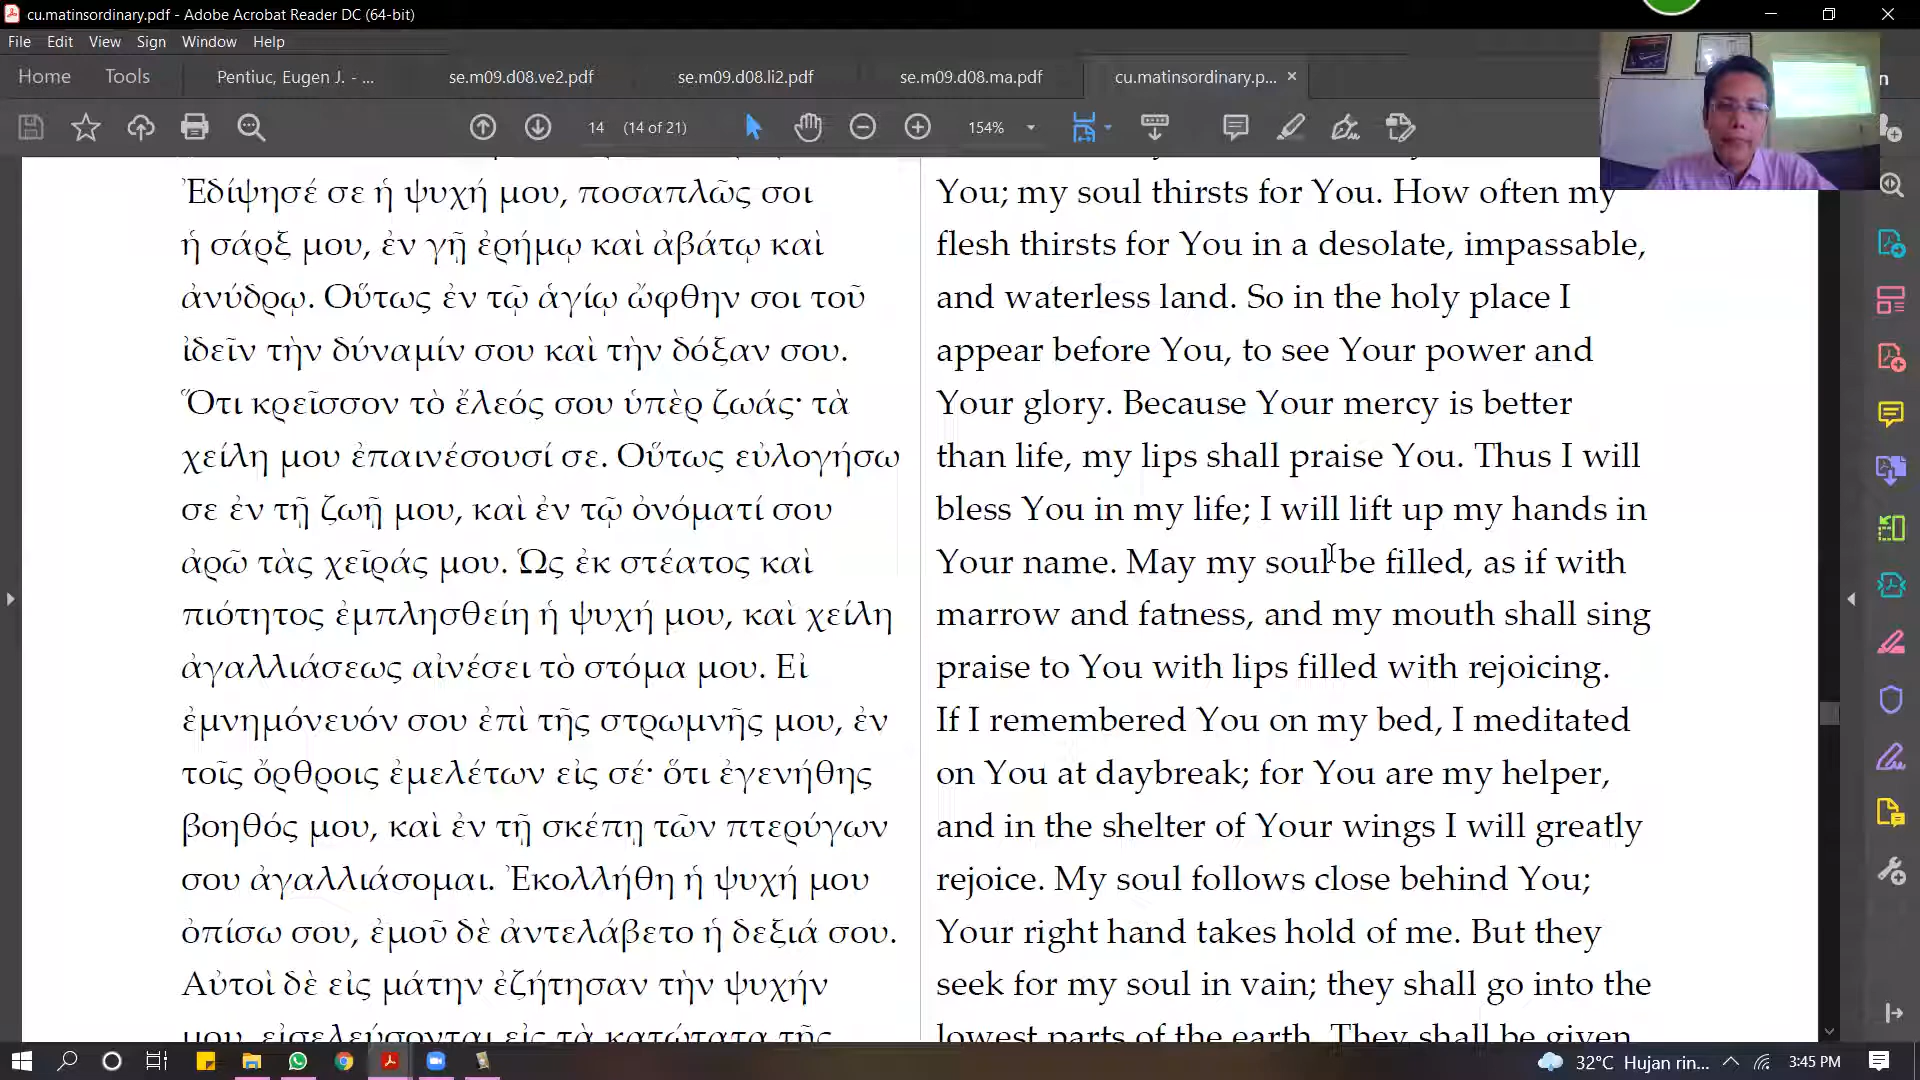 cu.matinsordinary.pdf - Adobe Acrobat Reader DC (64-bit)
File Edit View Sign Window Help
Home Tools Pentiuc, Eugen J. - ... se.m09.d08.ve2.pdf se.m09.d08.li2.pdf se.m09.d08.ma.pdf cu.matinsordinary.p... ×
14 (14 of 21) 154%
Ἐδίψησέ σε ἡ ψυχή μου, ποσαπλῶς σοι
ἡ σάρξ μου, ἐν γῇ ἐρήμῳ καὶ ἀβάτῳ καὶ
ἀνύδρῳ. Οὕτως ἐν τῷ ἁγίῳ ὤφθην σοι τοῦ
ἰδεῖν τὴν δύναμίν σου καὶ τὴν δόξαν σου.
Ὅτι κρεῖσσον τὸ ἔλεός σου ὑπὲρ ζωάς· τὰ
χείλη μου ἐπαινέσουσί σε. Οὕτως εὐλογήσω
σε ἐν τῇ ζωῇ μου, καὶ ἐν τῷ ὀνόματί σου
ἀρῶ τὰς χεῖράς μου. Ὡς ἐκ στέατος καὶ
πιότητος ἐμπλησθείη ἡ ψυχή μου, καὶ χείλη
ἀγαλλιάσεως αἰνέσει τὸ στόμα μου. Εἰ
ἐμνημόνευόν σου ἐπὶ τῆς στρωμνῆς μου, ἐν
τοῖς ὄρθροις ἐμελέτων εἰς σέ· ὅτι ἐγενήθης
βοηθός μου, καὶ ἐν τῇ σκέπῃ τῶν πτερύγων
σου ἀγαλλιάσομαι. Ἐκολλήθη ἡ ψυχή μου
ὀπίσω σου, ἐμοῦ δὲ ἀντελάβετο ἡ δεξιά σου.
Αὐτοὶ δὲ εἰς μάτην ἐζήτησαν τὴν ψυχήν
μου, εἰσελεύσονται εἰς τὰ κατώτατα τῆς
You; my soul thirsts for You. How often my
flesh thirsts for You in a desolate, impassable,
and waterless land. So in the holy place I
appear before You, to see Your power and
Your glory. Because Your mercy is better
than life, my lips shall praise You. Thus I will
bless You in my life; I will lift up my hands in
Your name. May my soul be filled, as if with
marrow and fatness, and my mouth shall sing
praise to You with lips filled with rejoicing.
If I remembered You on my bed, I meditated
on You at daybreak; for You are my helper,
and in the shelter of Your wings I will greatly
rejoice. My soul follows close behind You;
Your right hand takes hold of me. But they
seek for my soul in vain; they shall go into the
lowest parts of the earth. They shall be given
32°C Hujan rin... 3:45 PM